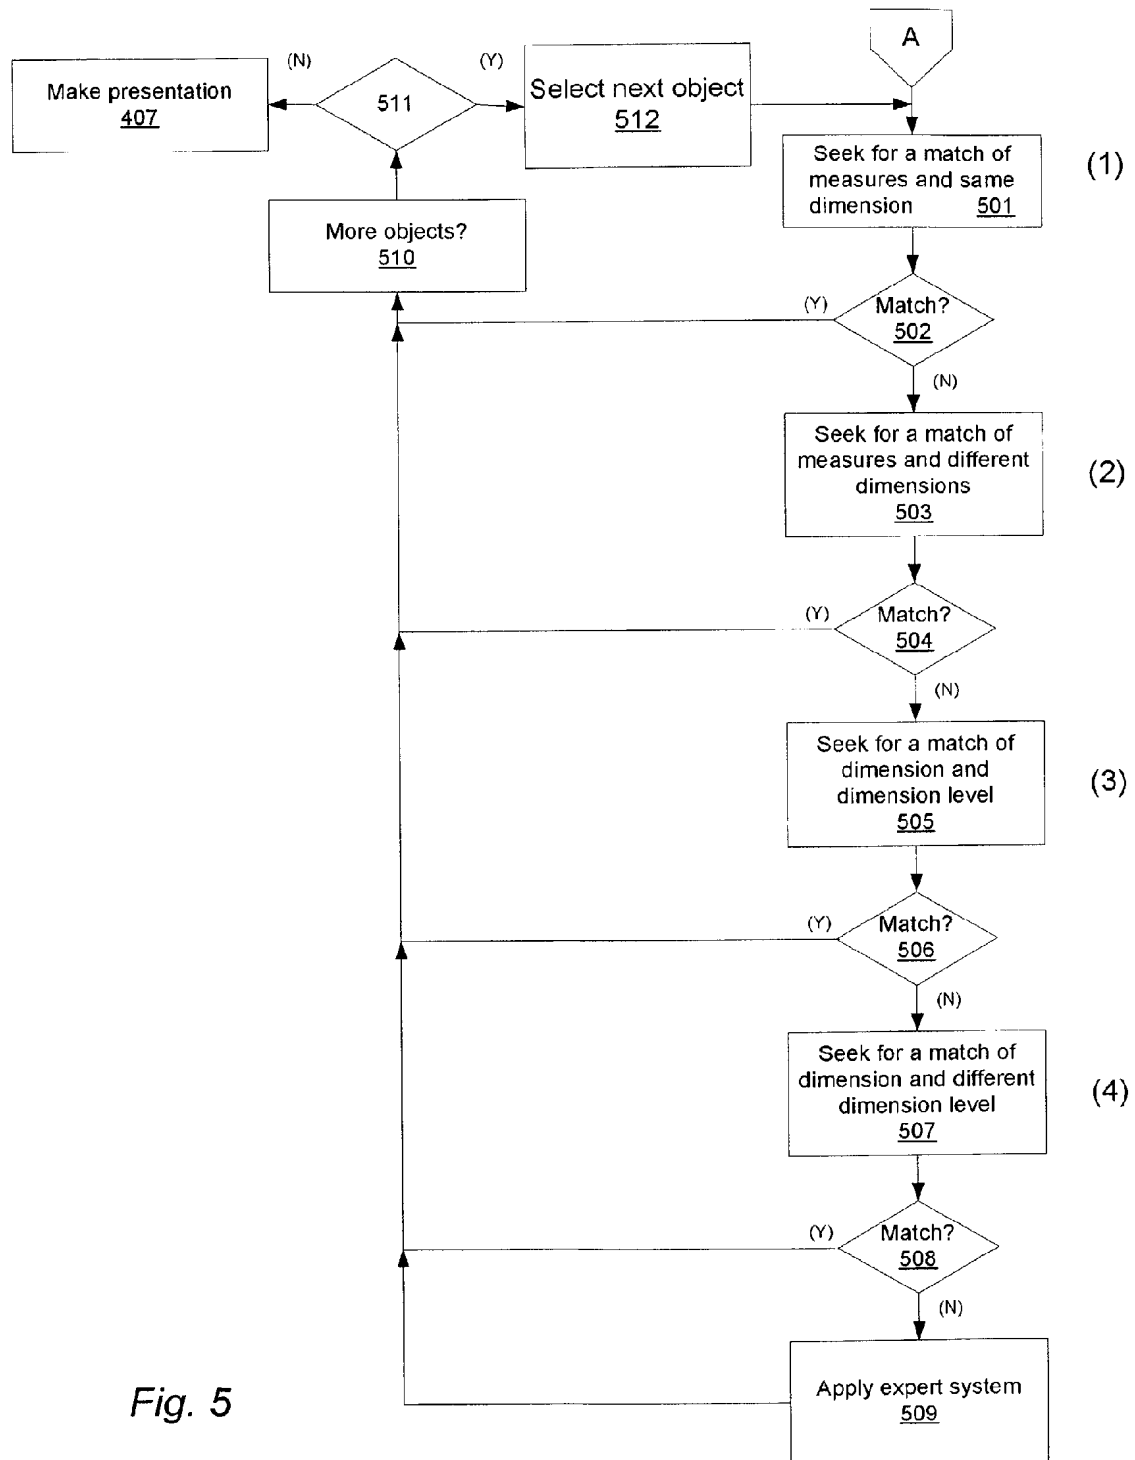 A
(N)
(Y)
Make presentation
407
511
Select next object
512
Seek for a match of
measures and same
dimension 501
(1)
More objects?
510
(Y)
Match?
502
(N)
Seek for a match of
measures and different
dimensions
503
(2)
(Y)
Match?
504
(N)
Seek for a match of
dimension and
dimension level
505
(3)
(Y)
Match?
506
(N)
Seek for a match of
dimension and different
dimension level
507
(4)
(Y)
Match?
508
(N)
Apply expert system
509
Fig. 5